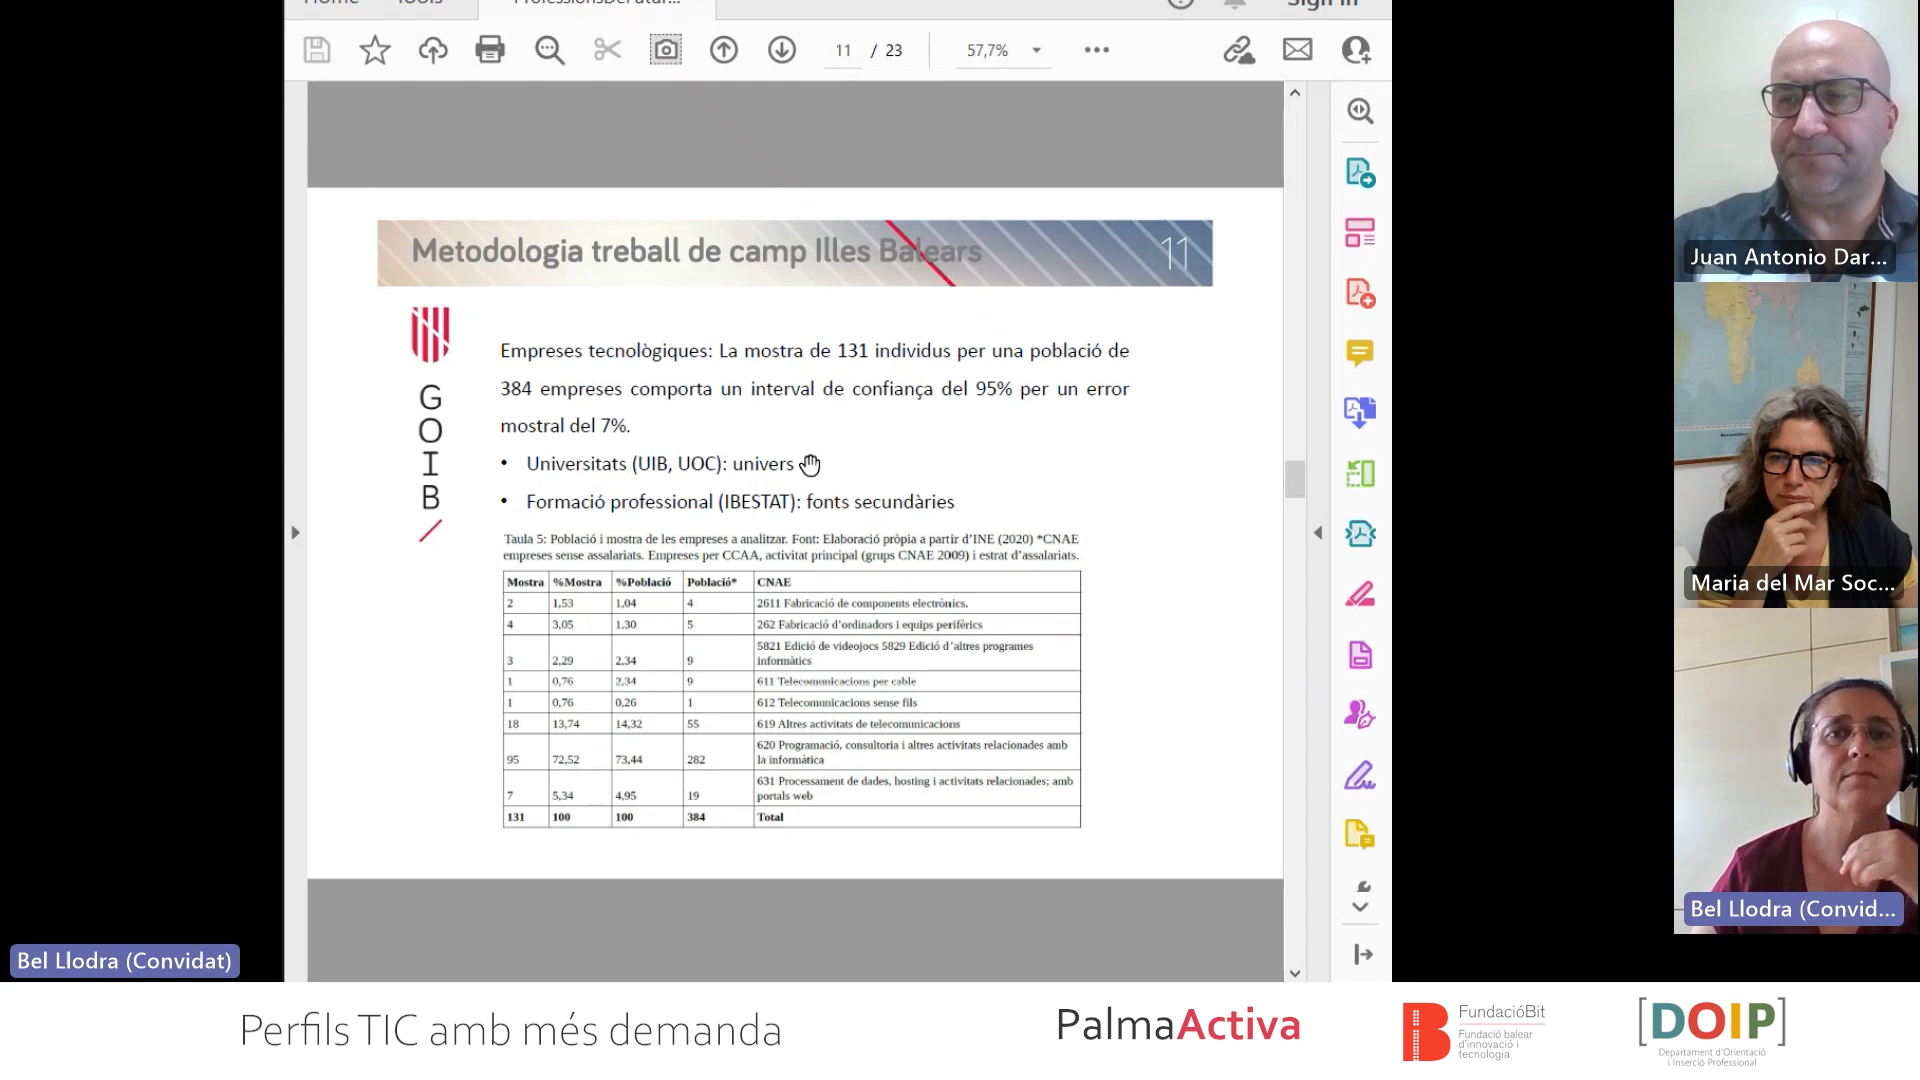 Home Tools ProfessionsDeFutur... Sign In
11 / 23 57,7%
Metodologia treball de camp Illes Balears 11
G
O
I
B
Empreses tecnològiques: La mostra de 131 individus per una població de
384 empreses comporta un interval de confiança del 95% per un error
mostral del 7%.
• Universitats (UIB, UOC): univers
• Formació professional (IBESTAT): fonts secundàries
Taula 5: Població i mostra de les empreses a analitzar. Font: Elaboració pròpia a partir d'INE (2020) *CNAE
empreses sense assalariats. Empreses per CCAA, activitat principal (grups CNAE 2009) i estrat d'assalariats.
Mostra %Mostra %Població Població* CNAE
2 1,53 1,04 4 2611 Fabricació de components electrònics.
4 3,05 1,30 5 262 Fabricació d'ordinadors i equips perifèrics
3 2,29 2,34 9 5821 Edició de videojocs 5829 Edició d'altres programes
informàtics
1 0,76 2,34 9 611 Telecomunicacions per cable
1 0,76 0,26 1 612 Telecomunicacions sense fils
18 13,74 14,32 55 619 Altres activitats de telecomunicacions
95 72,52 73,44 282 620 Programació, consultoria i altres activitats relacionades amb
la informàtica
7 5,34 4,95 19 631 Processament de dades, hosting i activitats relacionades; amb
portals web
131 100 100 384 Total
Juan Antonio Dar...
Maria del Mar Soc...
Bel Llodra (Convid...
Bel Llodra (Convidat)
Perfils TIC amb més demanda
PalmaActiva
FundacióBit
Fundació balear
d'innovació i
tecnologia
[DOIP]
Departament d'Orientació
i Inserció Professional